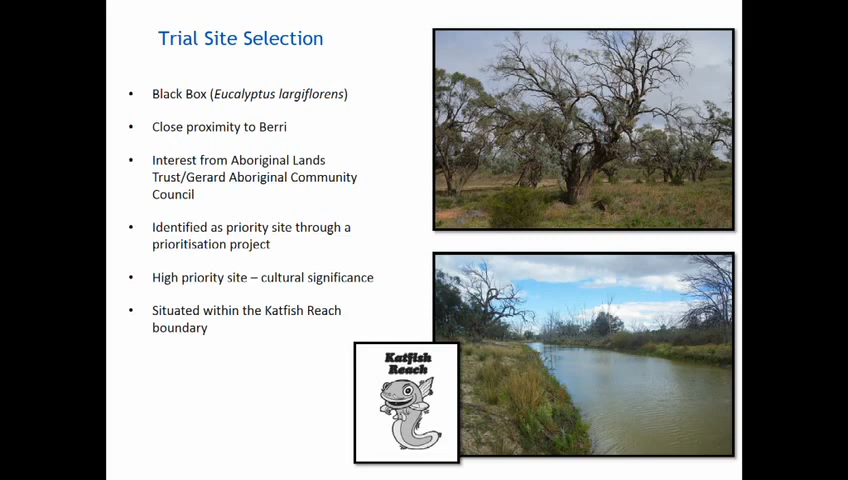 Trial Site Selection
• Black Box (Eucalyptus largiflorens)
• Close proximity to Berri
• Interest from Aboriginal Lands
Trust/Gerard Aboriginal Community
Council
• Identified as priority site through a
prioritisation project
• High priority site – cultural significance
• Situated within the Katfish Reach
boundary
Katfish
Reach